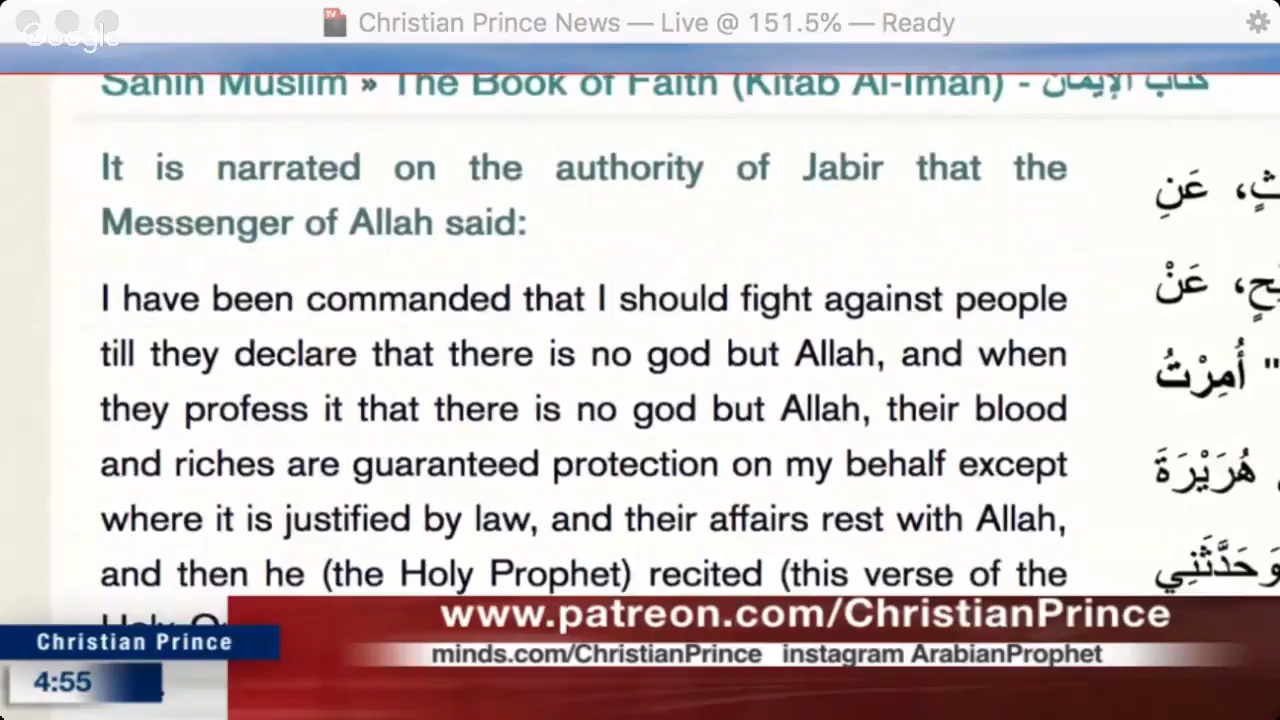 Christian Prince News — Live @ 151.5% — Ready
Google
Sahih Muslim » The Book of Faith (Kitab Al-Iman) - كتاب الإيمان
It is narrated on the authority of Jabir that the
Messenger of Allah said:
I have been commanded that I should fight against people
till they declare that there is no god but Allah, and when
they profess it that there is no god but Allah, their blood
and riches are guaranteed protection on my behalf except
where it is justified by law, and their affairs rest with Allah,
and then he (the Holy Prophet) recited (this verse of the
Holy
عَنِ
عَنْ
" أُمِرْتُ
هُرَيْرَةَ
وَحَدَّثَنِي
www.patreon.com/ChristianPrince
Christian Prince
minds.com/ChristianPrince instagram ArabianProphet
4:55